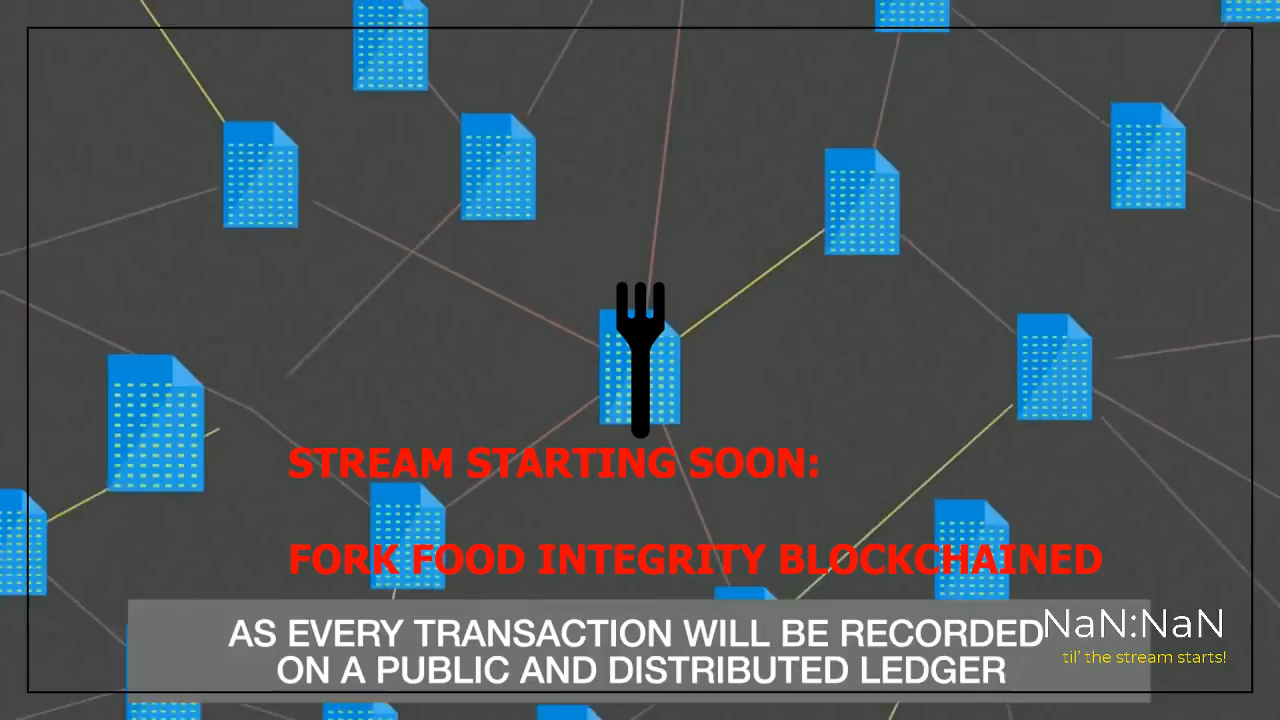 STREAM STARTING SOON:
FORK FOOD INTEGRITY BLOCKCHAINED
AS EVERY TRANSACTION WILL BE RECORDED
ON A PUBLIC AND DISTRIBUTED LEDGER
NaN:NaN
til' the stream starts!